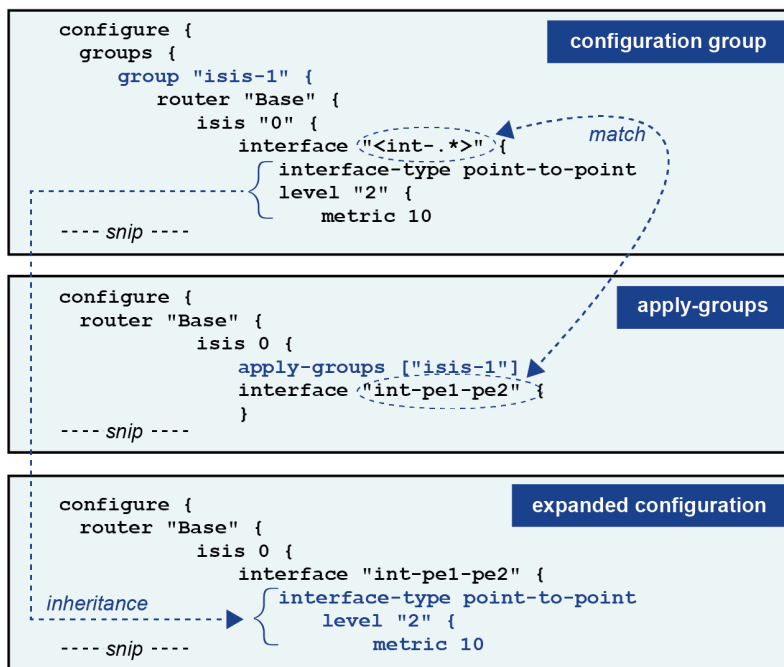 configuration group
configure {
groups {
group "isis-1" {
router "Base" {
isis "0" {
interface "<int-.*>" {
match
interface-type point-to-point
level "2" {
metric 10
---- snip ----
apply-groups
configure {
router "Base" {
isis 0 {
apply-groups ["isis-1"]
interface "int-pe1-pe2" {
}
---- snip ----
expanded configuration
configure {
router "Base" {
isis 0 {
interface "int-pe1-pe2" {
inheritance
interface-type point-to-point
level "2" {
metric 10
---- snip ----